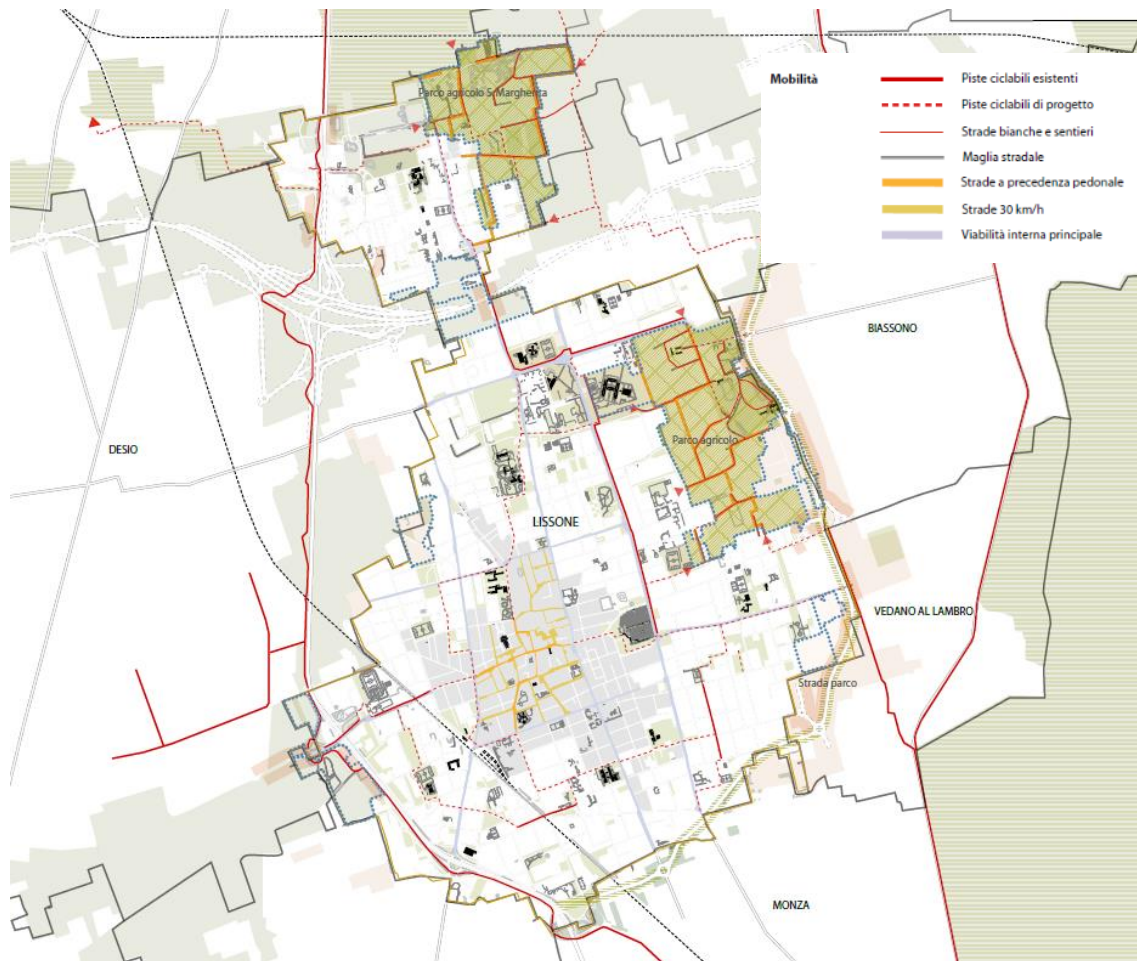 Mobilità
Piste ciclabili esistenti
Piste ciclabili di progetto
Strade bianche e sentieri
Maglia stradale
Strade a precedenza pedonale
Strade 30 km/h
Viabilità interna principale
Parco agricolo S. Margherita
BIASSONO
DESIO
Parco agricolo
LISSONE
VEDANO AL LAMBRO
Strada parco
MONZA